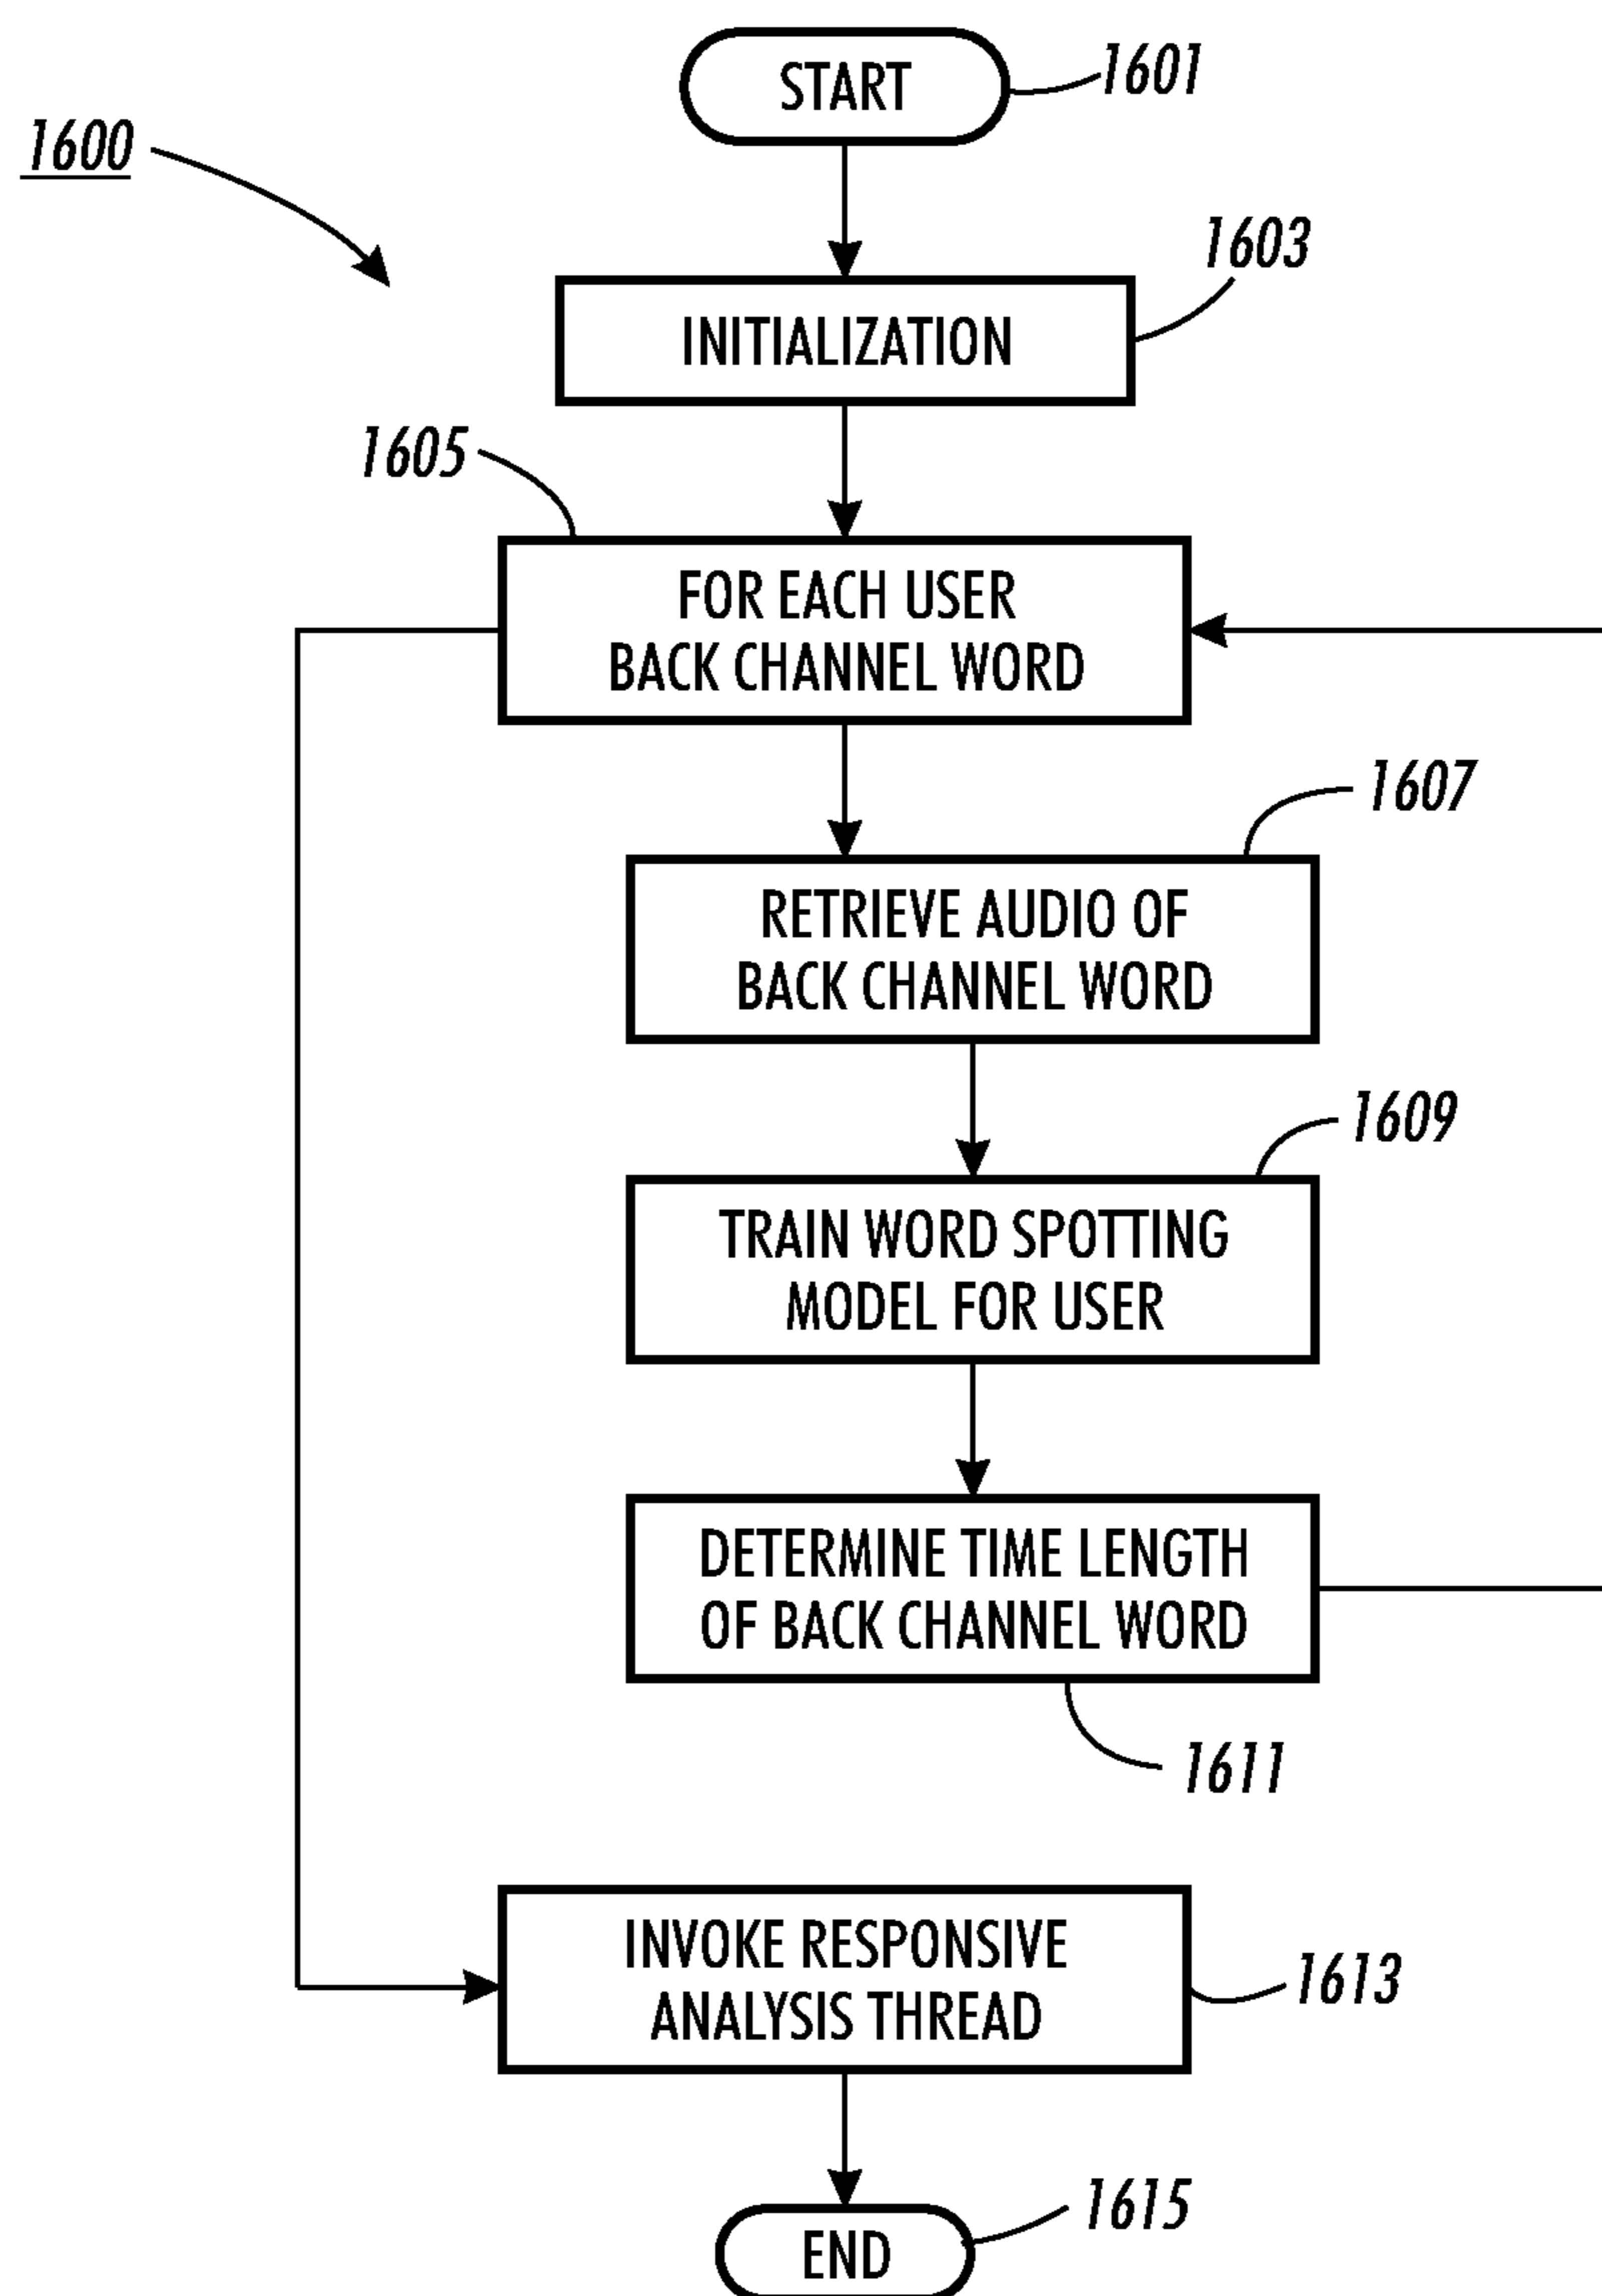 START
1601
1600
1603
INITIALIZATION
1605
FOR EACH USER
BACK CHANNEL WORD
1607
RETRIEVE AUDIO OF
BACK CHANNEL WORD
1609
TRAIN WORD SPOTTING
MODEL FOR USER
DETERMINE TIME LENGTH
OF BACK CHANNEL WORD
1611
INVOKE RESPONSIVE
ANALYSIS THREAD
1613
1615
END